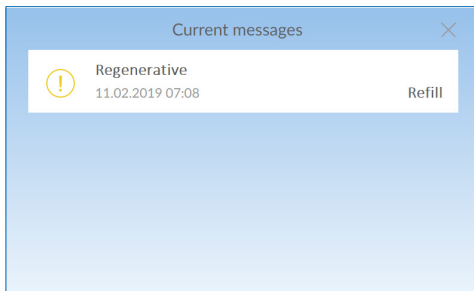 Current messages
Regenerative
11.02.2019 07:08
Refill